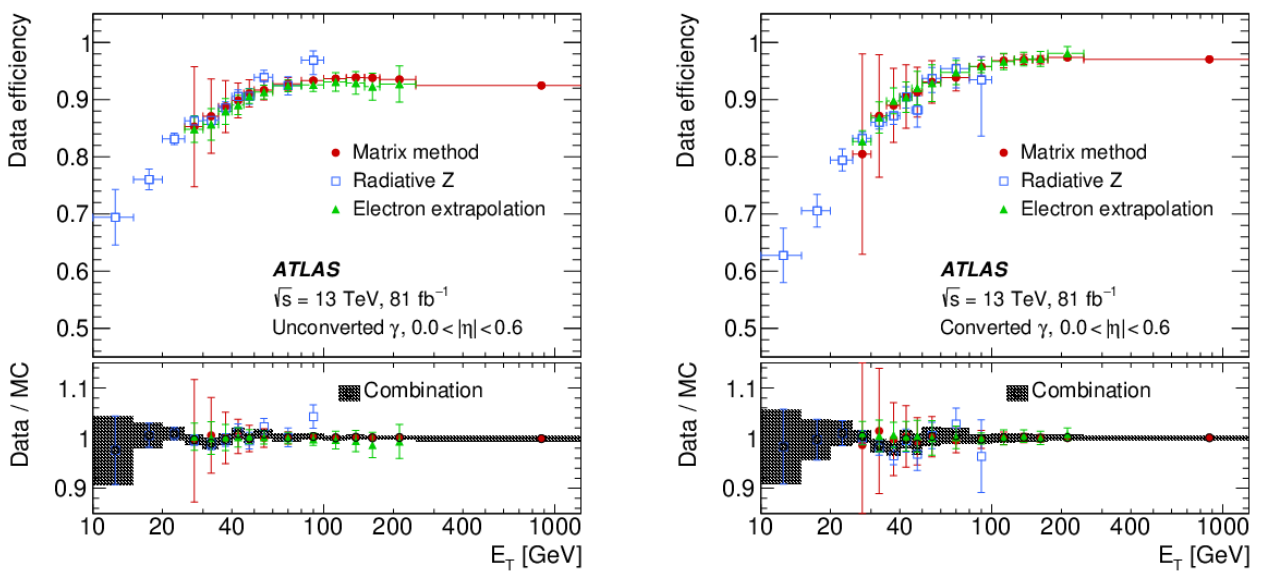 Data efficiency
1
0.9
0.8
0.7
0.6
0.5
Matrix method
Radiative Z
Electron extrapolation
ATLAS
√s = 13 TeV, 81 fb⁻¹
Unconverted γ, 0.0<|η|<0.6
Data / MC
1.1
1
0.9
Combination
10 20 30 40 100 200 1000
E_T [GeV]
Data efficiency
1
0.9
0.8
0.7
0.6
0.5
Matrix method
Radiative Z
Electron extrapolation
ATLAS
√s = 13 TeV, 81 fb⁻¹
Converted γ, 0.0<|η|<0.6
Data / MC
1.1
1
0.9
Combination
10 20 30 40 100 200 1000
E_T [GeV]